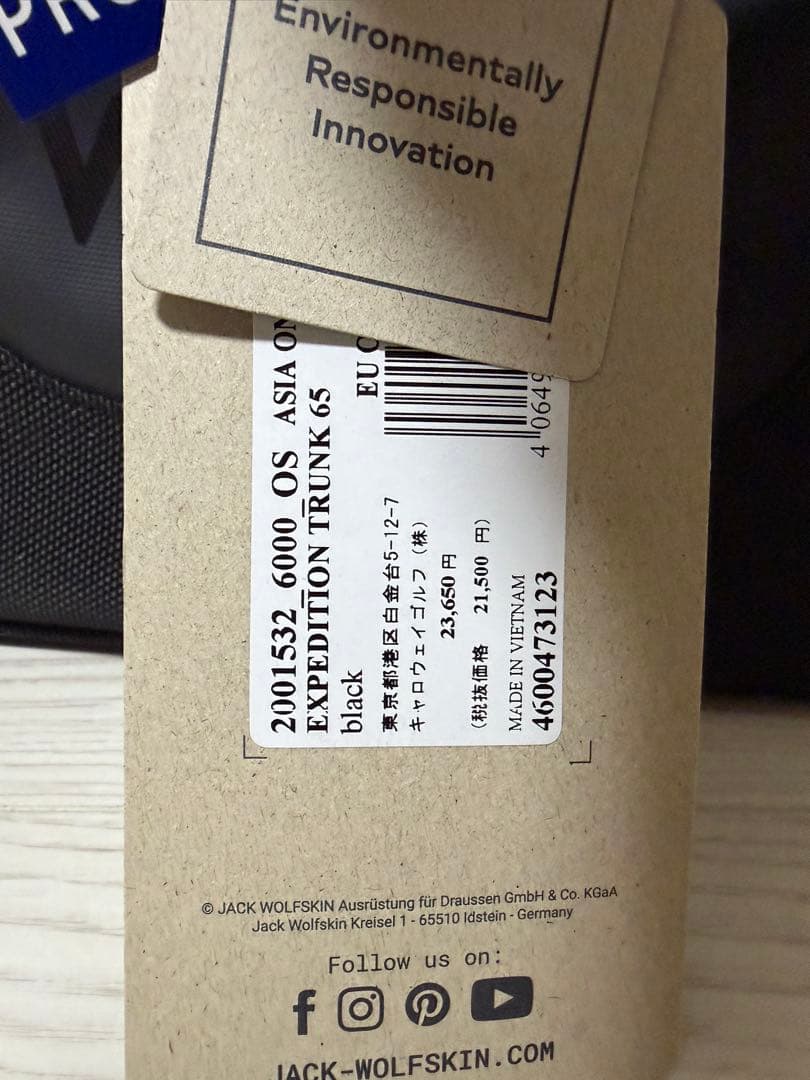 Environmentally
Responsible
Innovation
2001532_6000_OS ASIA
EXPEDITION TRUNK 65
black
EU
東京都港区白金台5-12-7
キャロウェイゴルフ（株）
23,650 円
（税抜価格 21,500 円）
4 0649
MADE IN VIETNAM
4600473123
© JACK WOLFSKIN Ausrüstung für Draussen GmbH & Co. KGaA
Jack Wolfskin Kreisel 1 - 65510 Idstein - Germany
Follow us on:
JACK-WOLFSKIN.COM